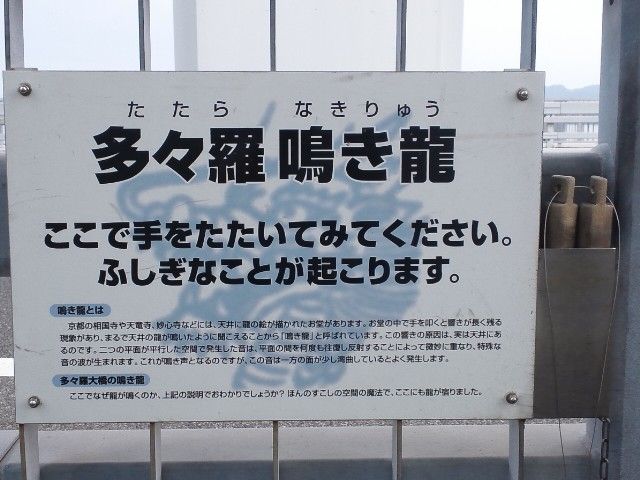 たたら なきりゅう
多々羅 鳴き龍
ここで手をたたいてみてください。
ふしぎなことが起こります。
鳴き龍とは
京都の相国寺や天竜寺、妙心寺などには、天井に龍の絵が描かれたお堂があります。お堂の中で手を叩くと響きが長く残る
現象があり、まるで天井の龍が鳴いたように聞こえることから「鳴き龍」と呼ばれています。この響きの原因は、実は天井にあ
るのです。二つの平面が平行した空間で発生した音は、平面の間を何度も往復し反射することによって微妙に重なり、特殊な
音の波が生まれます。これが鳴き声となるのですが、この音は一方の面が少し湾曲しているとよく発生します。
多々羅大橋の鳴き龍
ここでなぜ龍が鳴くのか、上記の説明でおわかりでしょうか？ほんのすこしの空間の魔法で、ここにも龍が宿りました。